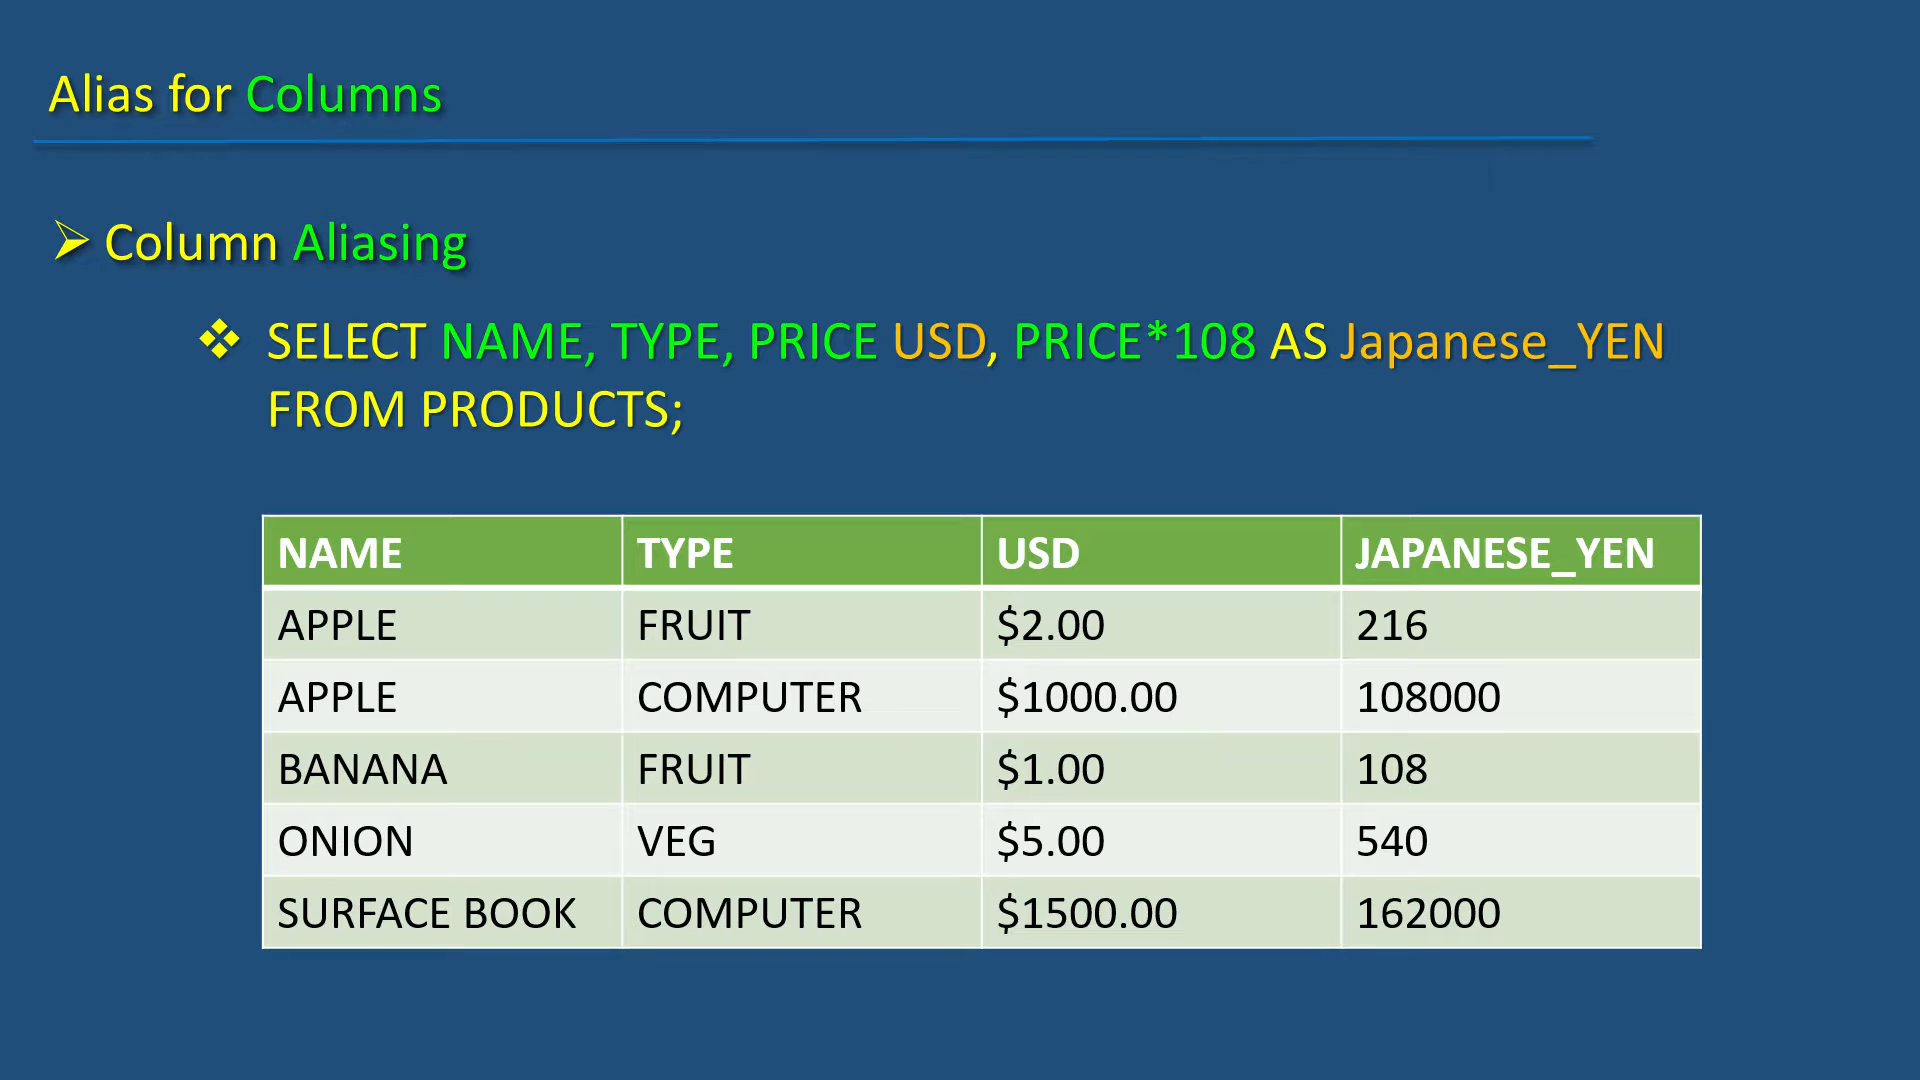 Alias for Columns
Column Aliasing
SELECT NAME, TYPE, PRICE USD, PRICE*108 AS Japanese_YEN
FROM PRODUCTS;
NAME TYPE USD JAPANESE_YEN
APPLE FRUIT $2.00 216
APPLE COMPUTER $1000.00 108000
BANANA FRUIT $1.00 108
ONION VEG $5.00 540
SURFACE BOOK COMPUTER $1500.00 162000